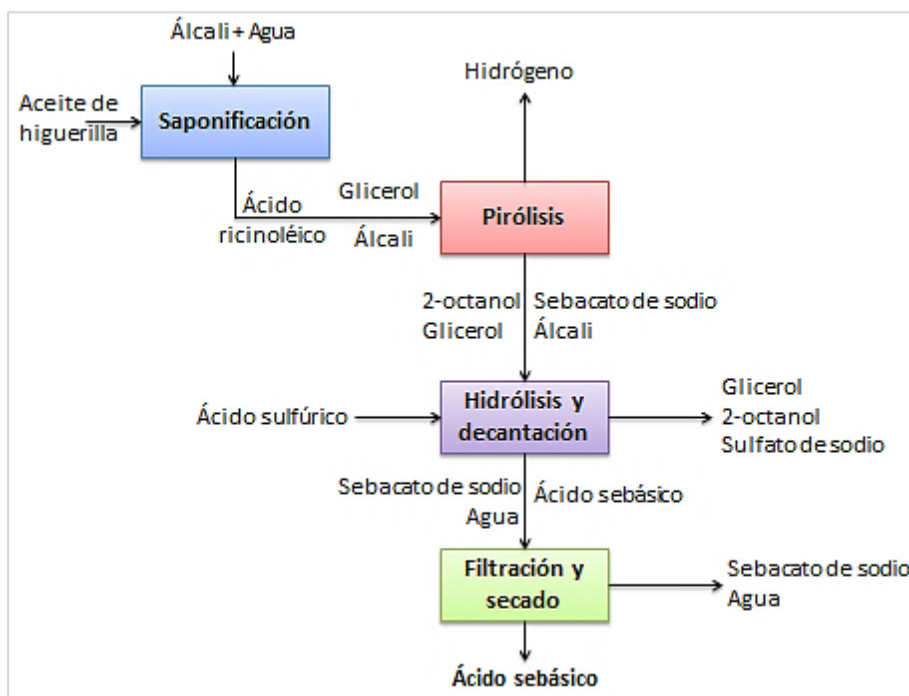 Álcali + Agua
Hidrógeno
Aceite de
higuerilla
Saponificación
Ácido
ricinoléico
Glicerol
Álcali
Pirólisis
2-octanol
Glicerol
Sebacato de sodio
Álcali
Ácido sulfúrico
Hidrólisis y
decantación
Glicerol
2-octanol
Sulfato de sodio
Sebacato de sodio
Agua
Ácido sebásico
Filtración y
secado
Sebacato de sodio
Agua
Ácido sebásico